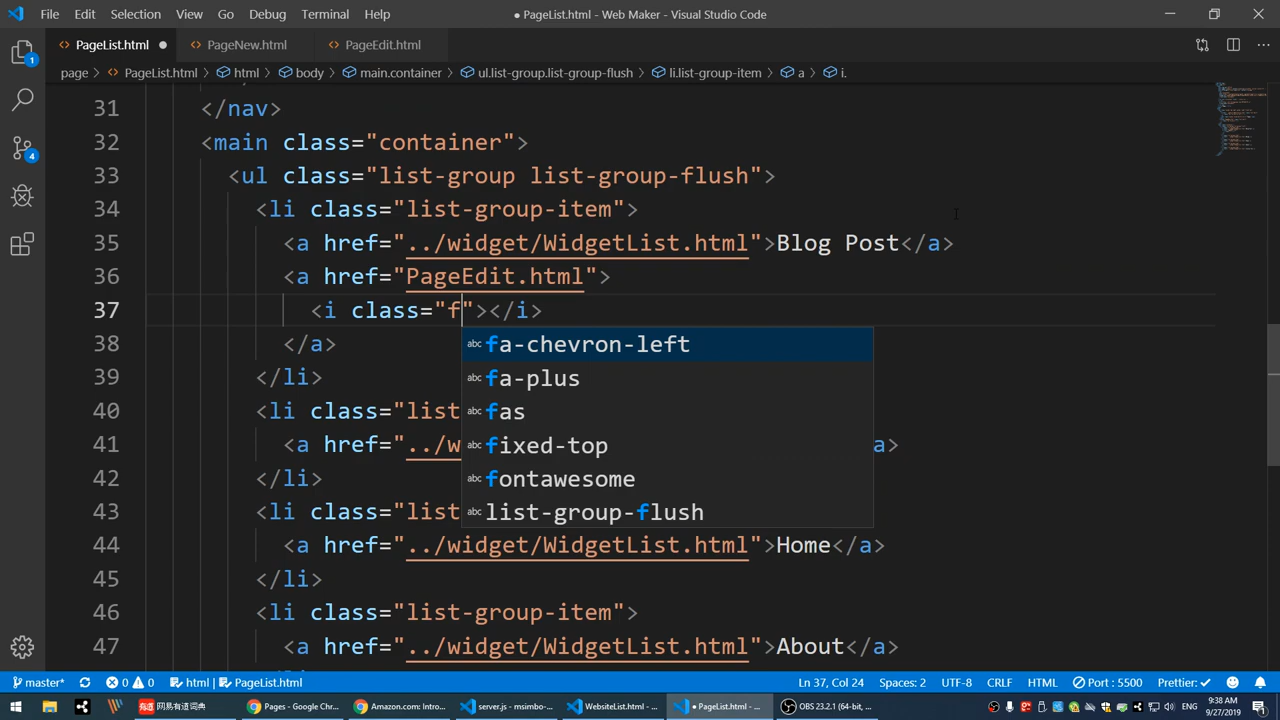 File Edit Selection View Go Debug Terminal Help
● PageList.html - Web Maker - Visual Studio Code
PageList.html ● PageNew.html PageEdit.html
page > PageList.html > html > body > main.container > ul.list-group.list-group-flush > li.list-group-item > a > i.
31 </nav>
32 <main class="container">
33 <ul class="list-group list-group-flush">
34 <li class="list-group-item">
35 <a href="../widget/WidgetList.html">Blog Post</a>
36 <a href="PageEdit.html">
37 <i class="f"></i>
38 </a>
39 </li>
40 <li class="list
41 <a href="../w a>
42 </li>
43 <li class="list
44 <a href="../widget/WidgetList.html">Home</a>
45 </li>
46 <li class="list-group-item">
47 <a href="../widget/WidgetList.html">About</a>
abc fa-chevron-left
abc fa-plus
abc fas
abc fixed-top
abc fontawesome
abc list-group-flush
1
4
master* 0 0 html | PageList.html
Ln 37, Col 24 Spaces: 2 UTF-8 CRLF HTML Port : 5500 Prettier: ✓
网易有道词典 Pages - Google Chr... Amazon.com: Intro... server.js - msimbo-... WebsiteList.html - ... ● PageList.html - ... OBS 23.2.1 (64-bit, ...
ENG
9:38 AM
9/27/2019